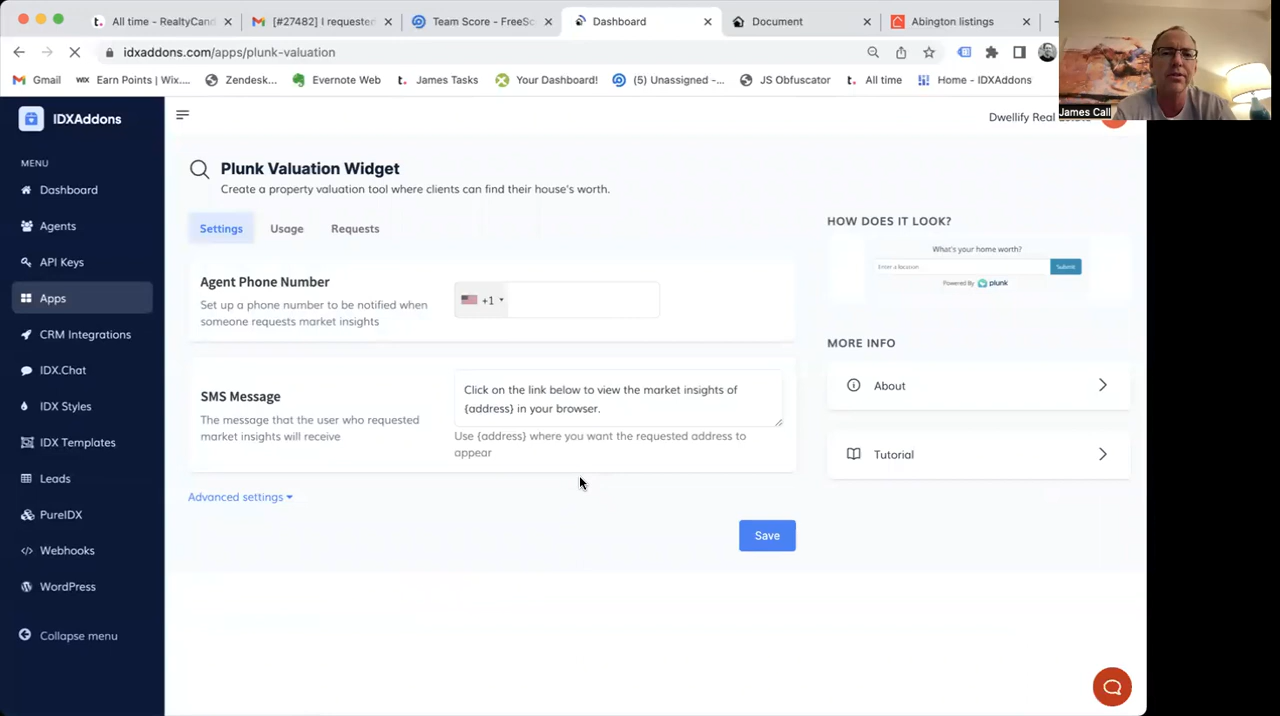 All time - RealtyCand
[#27482] I requested
Team Score - FreeSc
Dashboard
Document
Abington listings
idxaddons.com/apps/plunk-valuation
Gmail
Earn Points | Wix....
Zendesk...
Evernote Web
James Tasks
Your Dashboard!
(5) Unassigned -...
JS Obfuscator
All time
Home - IDXAddons
James Call
IDXAddons
Dwellify Real
MENU
Dashboard
Agents
API Keys
Apps
CRM Integrations
IDX.Chat
IDX Styles
IDX Templates
Leads
PureIDX
Webhooks
WordPress
Collapse menu
Plunk Valuation Widget
Create a property valuation tool where clients can find their house's worth.
Settings
Usage
Requests
Agent Phone Number
Set up a phone number to be notified when
someone requests market insights
+1
SMS Message
The message that the user who requested
market insights will receive
Click on the link below to view the market insights of
{address} in your browser.
Use {address} where you want the requested address to
appear
Advanced settings
Save
HOW DOES IT LOOK?
What's your home worth?
Enter a location
Submit
Powered By plunk
MORE INFO
About
Tutorial